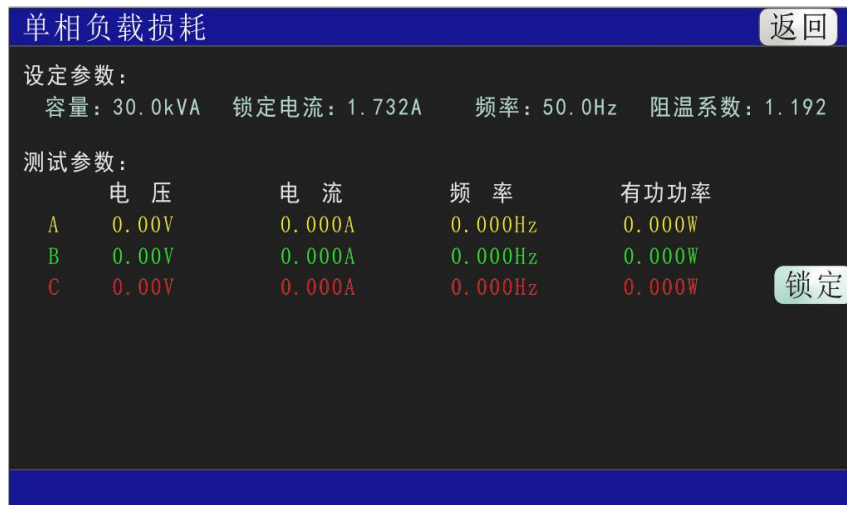 单相负载损耗 返回
设定参数:
容量: 30.0kVA 锁定电流: 1.732A 频率: 50.0Hz 阻温系数: 1.192
测试参数:
电 压 电 流 频 率 有功功率
A 0.00V 0.000A 0.000Hz 0.000W
B 0.00V 0.000A 0.000Hz 0.000W
C 0.00V 0.000A 0.000Hz 0.000W
锁定